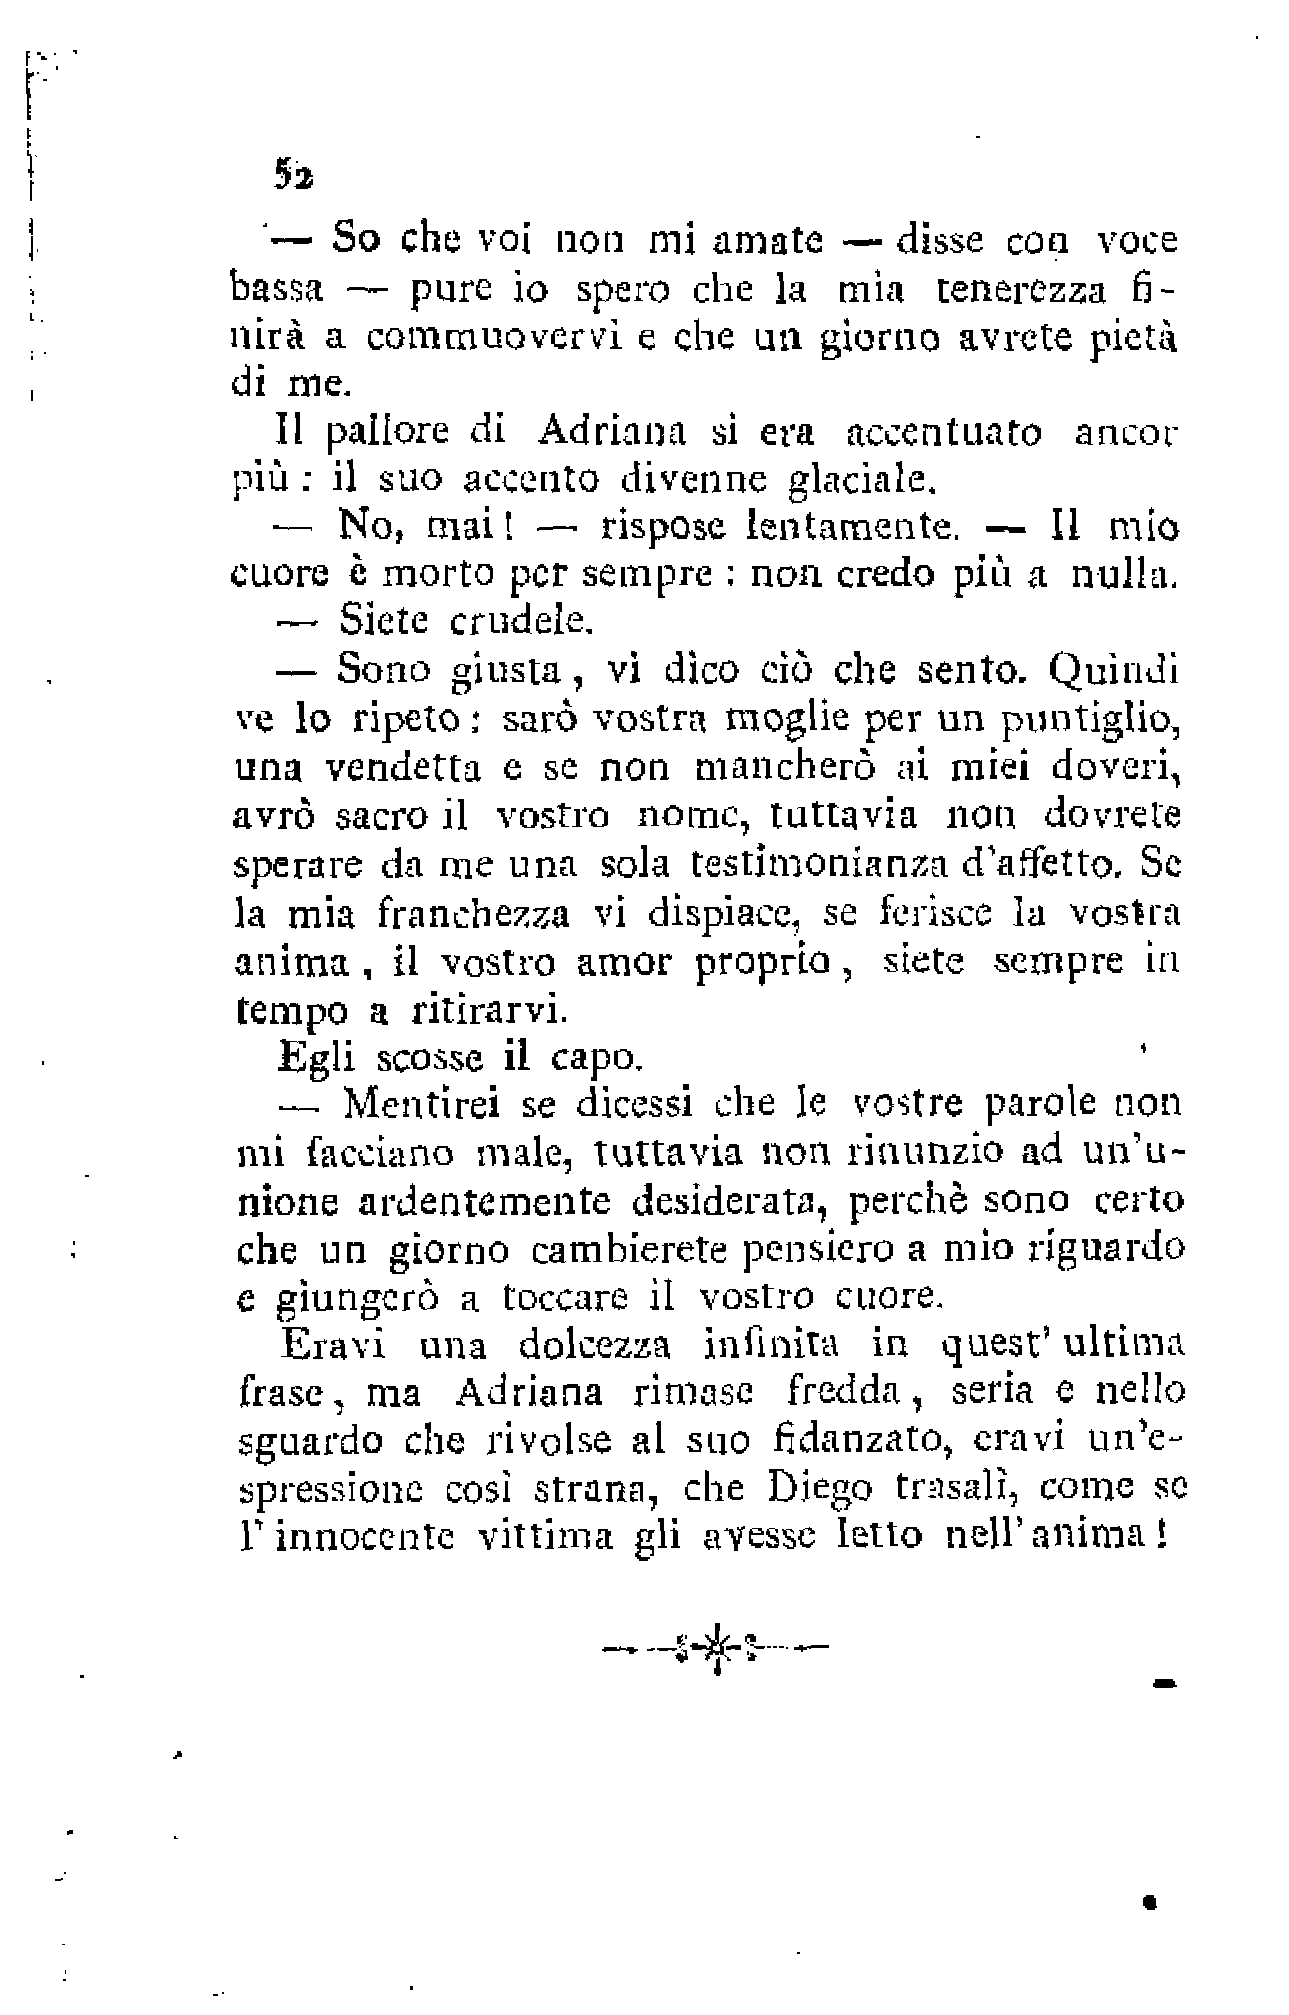 52
— So che voi non mi amate — disse con voce
bassa — pure io spero che la mia tenerezza fi-
nirà a commuovervi e che un giorno avrete pietà
di me.
Il pallore di Adriana si era accentuato ancor
più : il suo accento divenne glaciale.
— No, mai! — rispose lentamente. — Il mio
cuore è morto per sempre : non credo più a nulla.
— Siete crudele.
— Sono giusta, vi dico ciò che sento. Quindi
ve lo ripeto : sarò vostra moglie per un puntiglio,
una vendetta e se non mancherò ai miei doveri,
avrò sacro il vostro nome, tuttavia non dovrete
sperare da me una sola testimonianza d'affetto. Se
la mia franchezza vi dispiace, se ferisce la vostra
anima, il vostro amor proprio, siete sempre in
tempo a ritirarvi.
Egli scosse il capo.
— Mentirei se dicessi che le vostre parole non
mi facciano male, tuttavia non rinunzio ad un'u-
nione ardentemente desiderata, perchè sono certo
che un giorno cambierete pensiero a mio riguardo
e giungerò a toccare il vostro cuore.
Eravi una dolcezza infinita in quest' ultima
frase, ma Adriana rimase fredda, seria e nello
sguardo che rivolse al suo fidanzato, eravi un'e-
spressione così strana, che Diego trasalì, come se
l' innocente vittima gli avesse letto nell' anima !